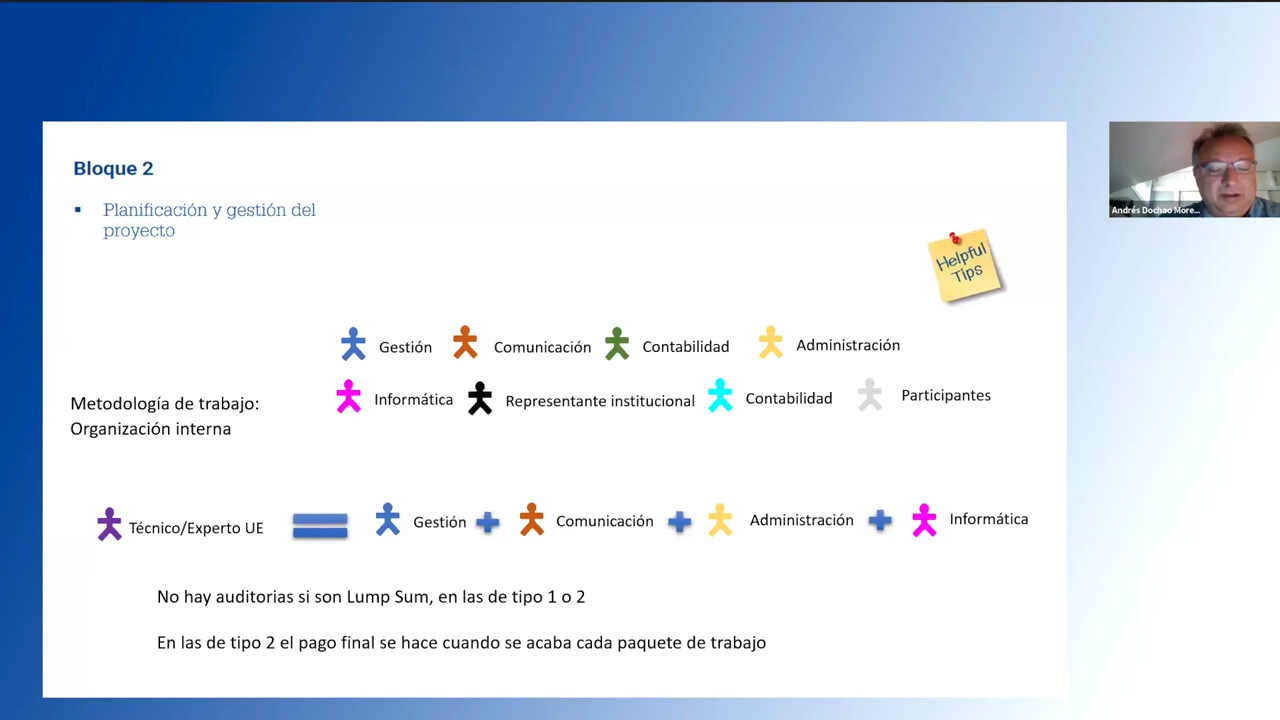 Bloque 2
Planificación y gestión del
proyecto
Andrés Dochao More...
Helpful
Tips
Gestión Comunicación Contabilidad Administración
Informática Representante institucional Contabilidad Participantes
Metodología de trabajo:
Organización interna
Técnico/Experto UE Gestión Comunicación Administración Informática
No hay auditorias si son Lump Sum, en las de tipo 1 o 2
En las de tipo 2 el pago final se hace cuando se acaba cada paquete de trabajo